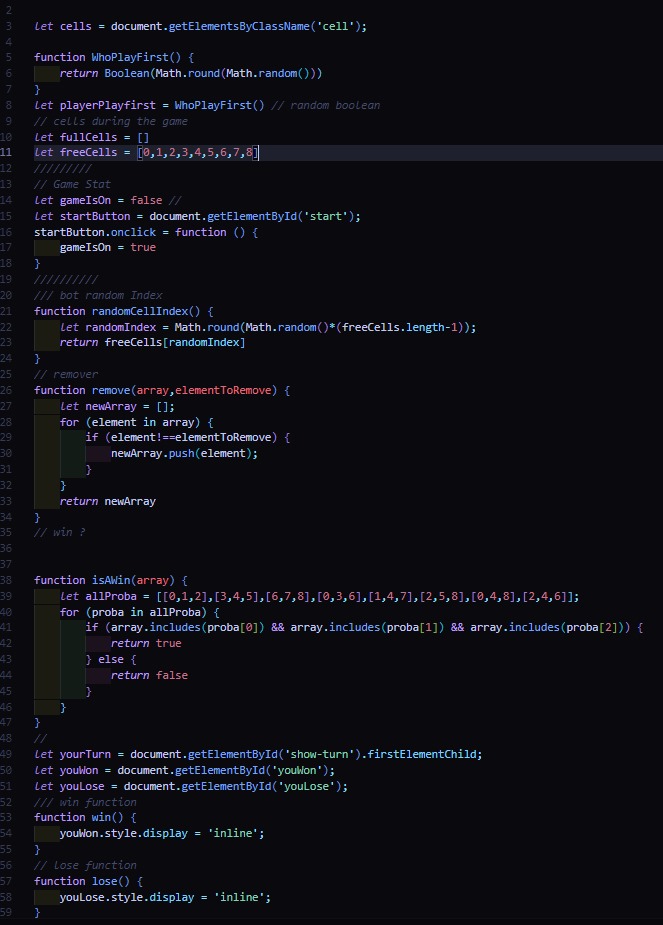 2
3 let cells = document.getElementsByClassName('cell');
4
5 function WhoPlayFirst() {
6     return Boolean(Math.round(Math.random()))
7 }
8 let playerPlayfirst = WhoPlayFirst() // random boolean
9 // cells during the game
10 let fullCells = []
11 let freeCells = [0,1,2,3,4,5,6,7,8]
12 /////////
13 // Game Stat
14 let gameIsOn = false //
15 let startButton = document.getElementById('start');
16 startButton.onclick = function () {
17     gameIsOn = true
18 }
19 //////////
20 /// bot random Index
21 function randomCellIndex() {
22     let randomIndex = Math.round(Math.random()*(freeCells.length-1));
23     return freeCells[randomIndex]
24 }
25 // remover
26 function remove(array,elementToRemove) {
27     let newArray = [];
28     for (element in array) {
29         if (element!==elementToRemove) {
30             newArray.push(element);
31         }
32     }
33     return newArray
34 }
35 // win ?
36
37
38 function isAWin(array) {
39     let allProba = [[0,1,2],[3,4,5],[6,7,8],[0,3,6],[1,4,7],[2,5,8],[0,4,8],[2,4,6]];
40     for (proba in allProba) {
41         if (array.includes(proba[0]) && array.includes(proba[1]) && array.includes(proba[2])) {
42             return true
43         } else {
44             return false
45         }
46     }
47 }
48 //
49 let yourTurn = document.getElementById('show-turn').firstElementChild;
50 let youWon = document.getElementById('youWon');
51 let youLose = document.getElementById('youLose');
52 /// win function
53 function win() {
54     youWon.style.display = 'inline';
55 }
56 // lose function
57 function lose() {
58     youLose.style.display = 'inline';
59 }